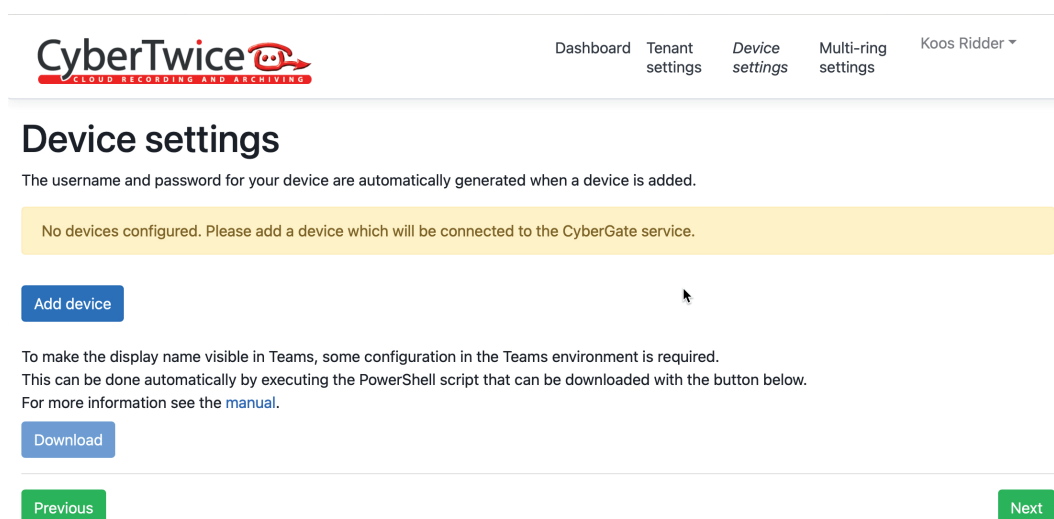 CyberTwice
CLOUD RECORDING AND ARCHIVING
Dashboard
Tenant
settings
Device
settings
Multi-ring
settings
Koos Ridder
Device settings
The username and password for your device are automatically generated when a device is added.
No devices configured. Please add a device which will be connected to the CyberGate service.
Add device
To make the display name visible in Teams, some configuration in the Teams environment is required.
This can be done automatically by executing the PowerShell script that can be downloaded with the button below.
For more information see the manual.
Download
Previous
Next